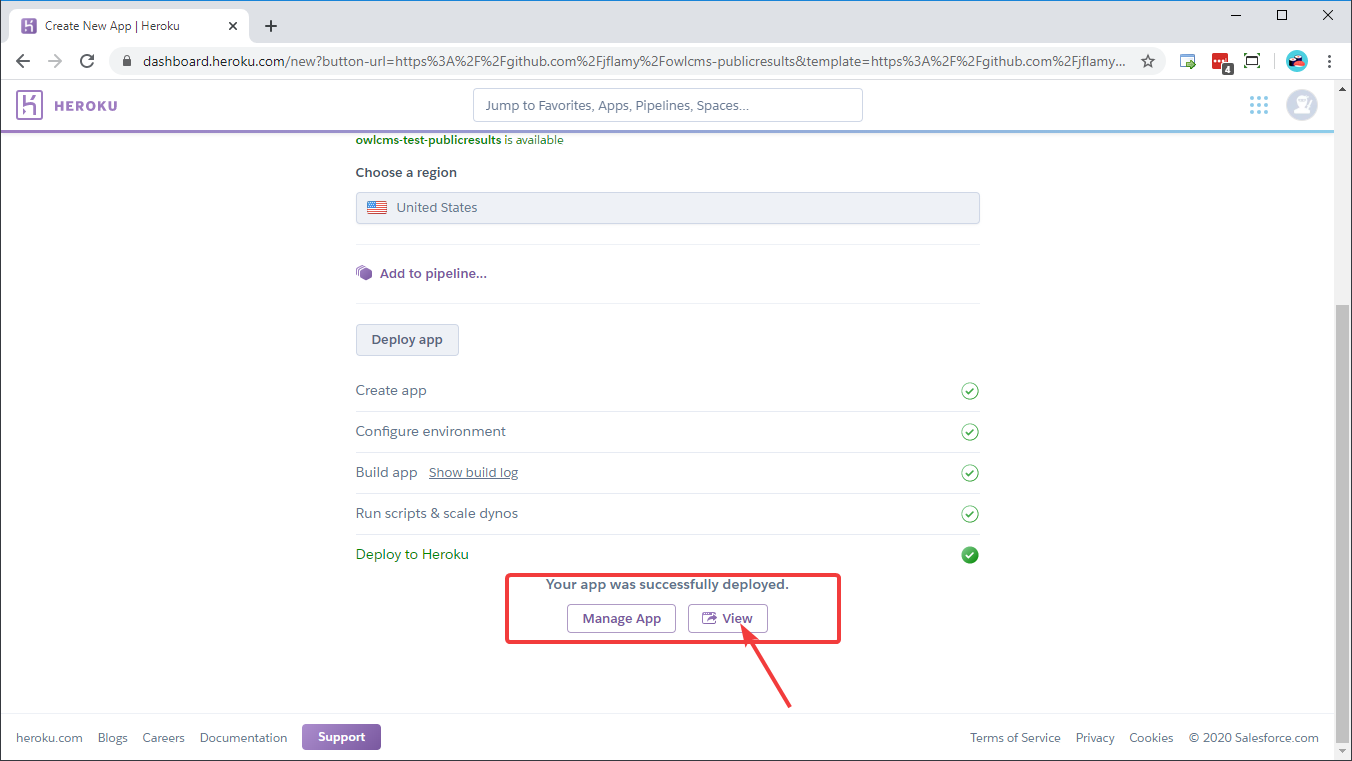 Create New App | Heroku
dashboard.heroku.com/new?button-url=https%3A%2F%2Fgithub.com%2Fjflamy%2Fowlcms-publicresults&template=https%3A%2F%2Fgithub.com%2Fjflamy...
4
HEROKU
Jump to Favorites, Apps, Pipelines, Spaces...
owlcms-test-publicresults is available
Choose a region
United States
Add to pipeline...
Deploy app
Create app
Configure environment
Build app Show build log
Run scripts & scale dynos
Deploy to Heroku
Your app was successfully deployed.
Manage App View
heroku.com Blogs Careers Documentation Support Terms of Service Privacy Cookies © 2020 Salesforce.com